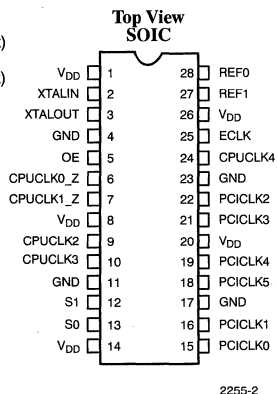 Top View
SOIC
)
)
VDD 1 28 REF0
XTALIN 2 27 REF1
XTALOUT 3 26 VDD
GND 4 25 ECLK
OE 5 24 CPUCLK4
CPUCLK0_Z 6 23 GND
CPUCLK1_Z 7 22 PCICLK2
VDD 8 21 PCICLK3
CPUCLK2 9 20 VDD
CPUCLK3 10 19 PCICLK4
GND 11 18 PCICLK5
S1 12 17 GND
S0 13 16 PCICLK1
VDD 14 15 PCICLK0
2255-2